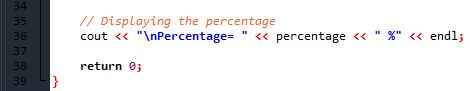 34
35 // Displaying the percentage
36 cout << "\nPercentage= " << percentage << " %" << endl;
37
38 return 0;
39 }